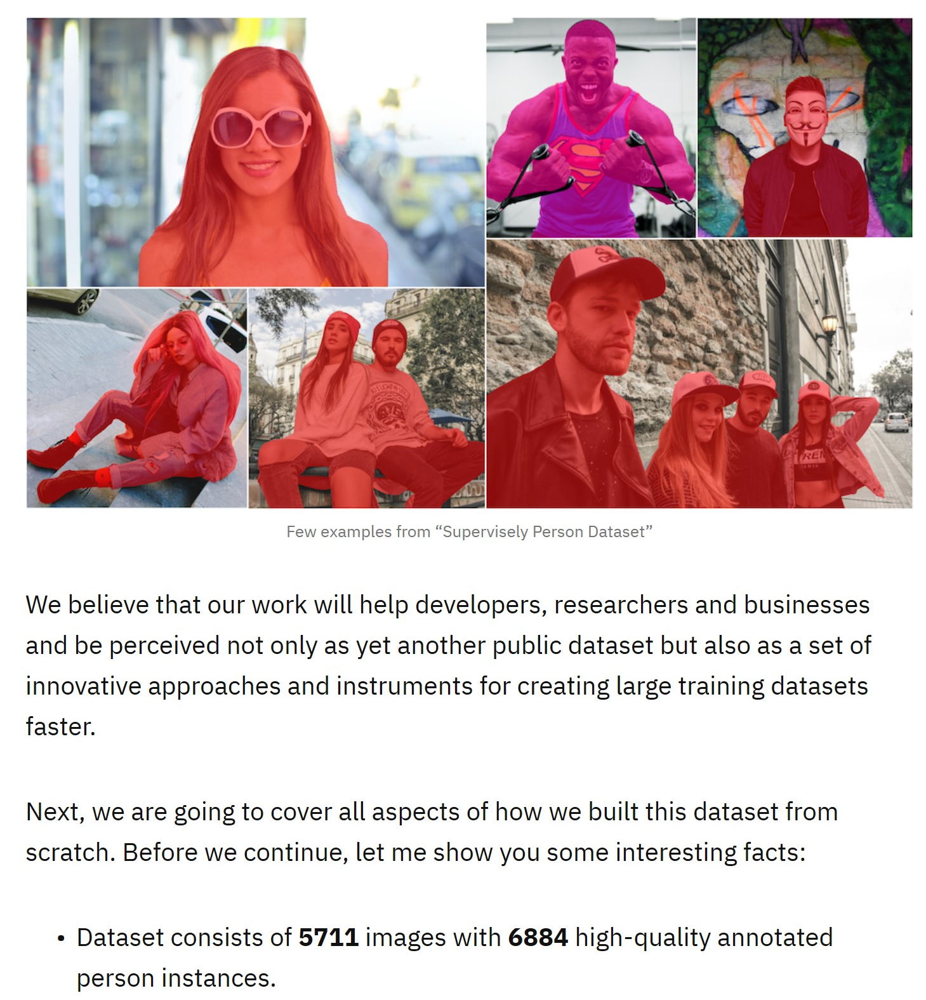 TREN
PARIS
Few examples from “Supervisely Person Dataset”
We believe that our work will help developers, researchers and businesses
and be perceived not only as yet another public dataset but also as a set of
innovative approaches and instruments for creating large training datasets
faster.
Next, we are going to cover all aspects of how we built this dataset from
scratch. Before we continue, let me show you some interesting facts:
• Dataset consists of 5711 images with 6884 high-quality annotated
person instances.